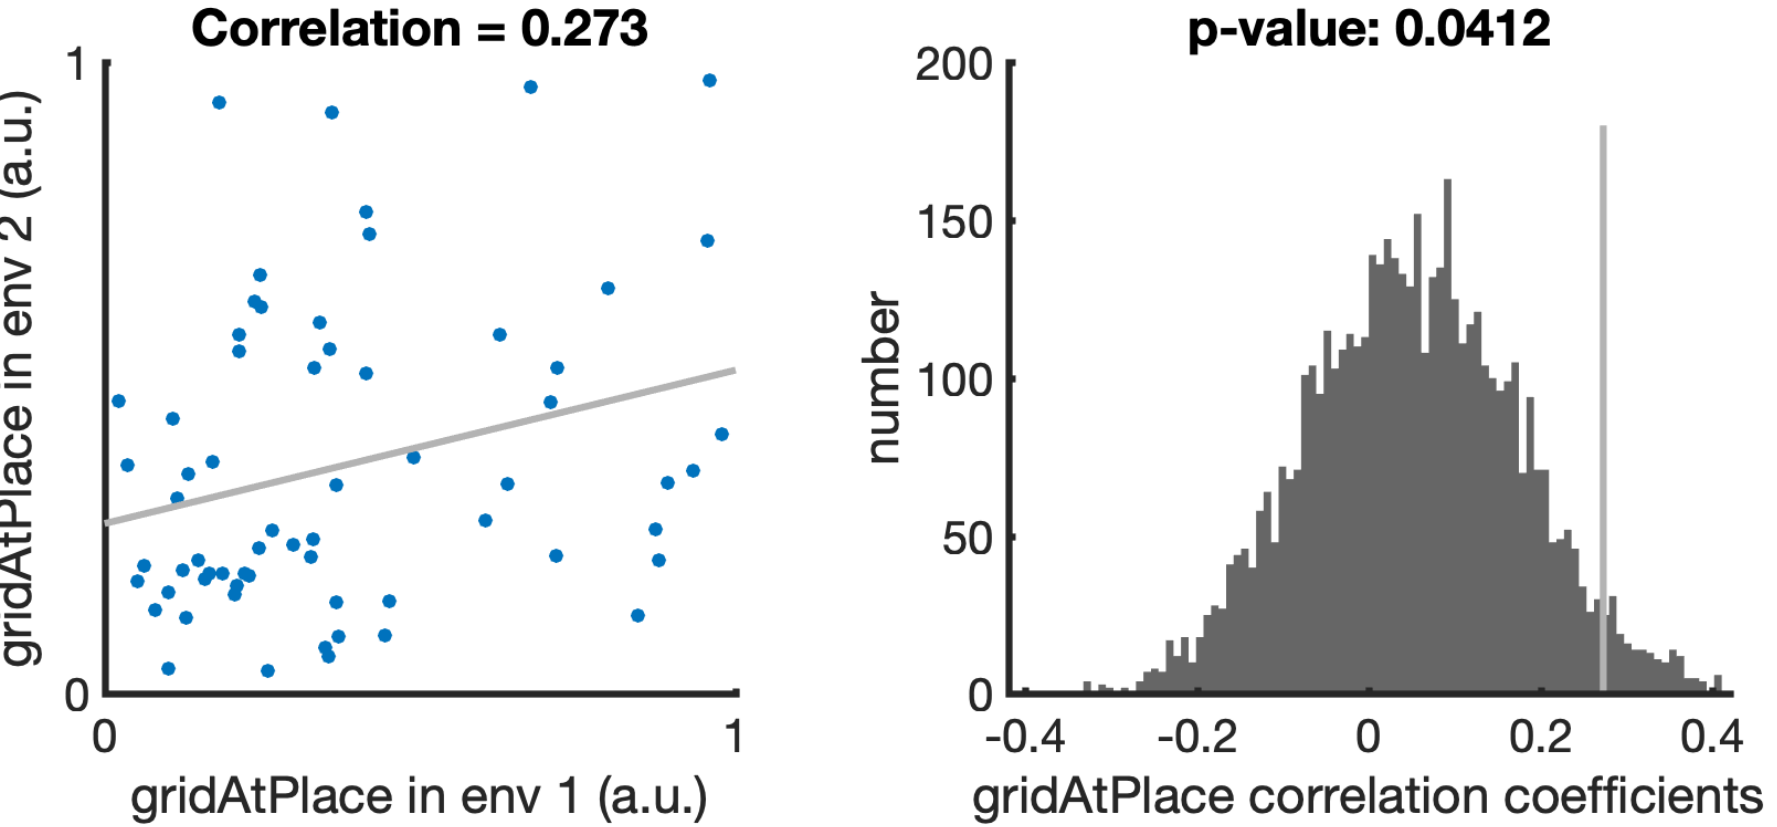 Correlation = 0.273
1
gridAtPlace in env 2 (a.u.)
0
0
1
gridAtPlace in env 1 (a.u.)
p-value: 0.0412
200
150
100
50
0
number
-0.4
-0.2
0
0.2
0.4
gridAtPlace correlation coefficients